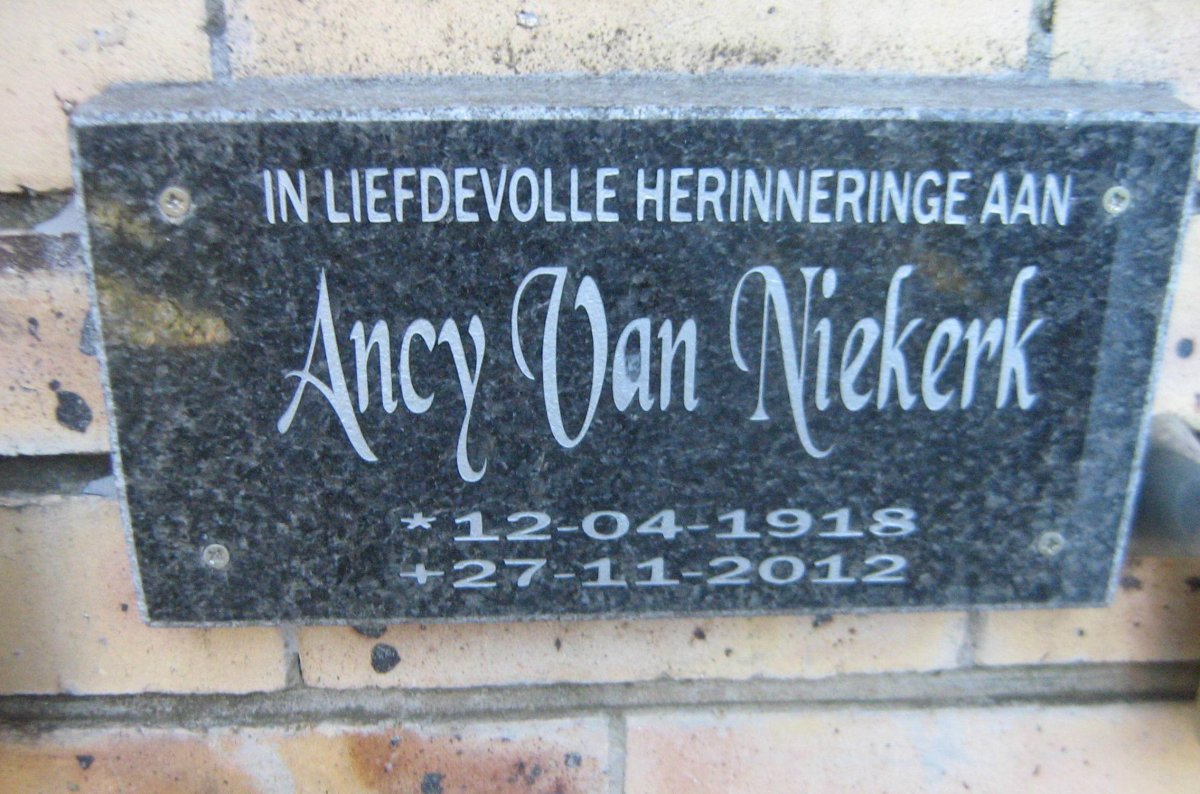 IN LIEFDEVOLLE HERINNERINGE AAN
Ancy Van Niekerk
* 12-04-1918
+27-11-2012